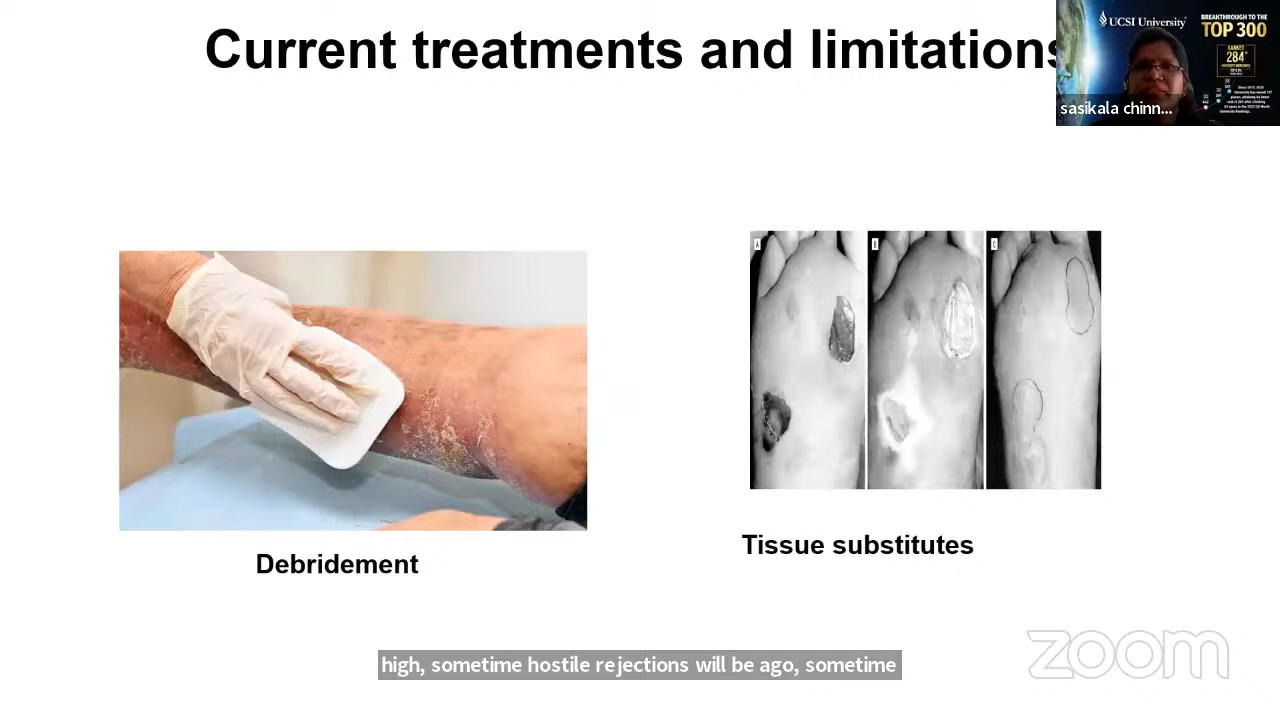 Current treatments and limitations
UCSI University
BREAKTHROUGH TO THE
TOP 300
RANKED
284
sasikala chinn...
A
B
C
Debridement
Tissue substitutes
high, sometime hostile rejections will be ago, sometime
zoom